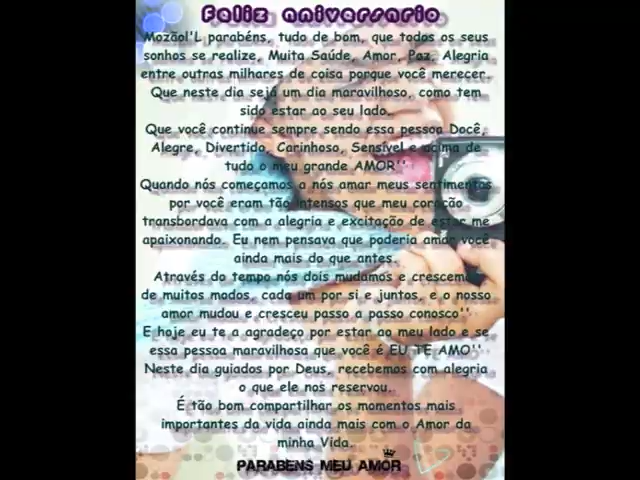 Feliz aniversario
Mozãol'L parabéns, tudo de bom, que todos os seus
sonhos se realize, Muita Saúde, Amor, Paz, Alegria
entre outras milhares de coisa porque você merecer.
Que neste dia sejá um dia maravilhoso, como tem
sido estar ao seu lado.
Que você continue sempre sendo essa pessoa Docê,
Alegre, Divertido, Carinhoso, Sensível e acima de
tudo o meu grande AMOR''
Quando nós começamos a nós amar meus sentimentos
por você eram tão intensos que meu coração
transbordava com a alegria e excitação de estar me
apaixonando. Eu nem pensava que poderia amar você
ainda mais do que antes.
Através do tempo nós dois mudamos e crescemos
de muitos modos, cada um por si e juntos, e o nosso
amor mudou e cresceu passo a passo conosco''
E hoje eu te a agradeço por estar ao meu lado e se
essa pessoa maravilhosa que você é EU TE AMO''
Neste dia guiados por Deus, recebemos com alegria
o que ele nos reservou.
É tão bom compartilhar os momentos mais
importantes da vida ainda mais com o Amor da
minha Vida.
PARABENS MEU AMOR